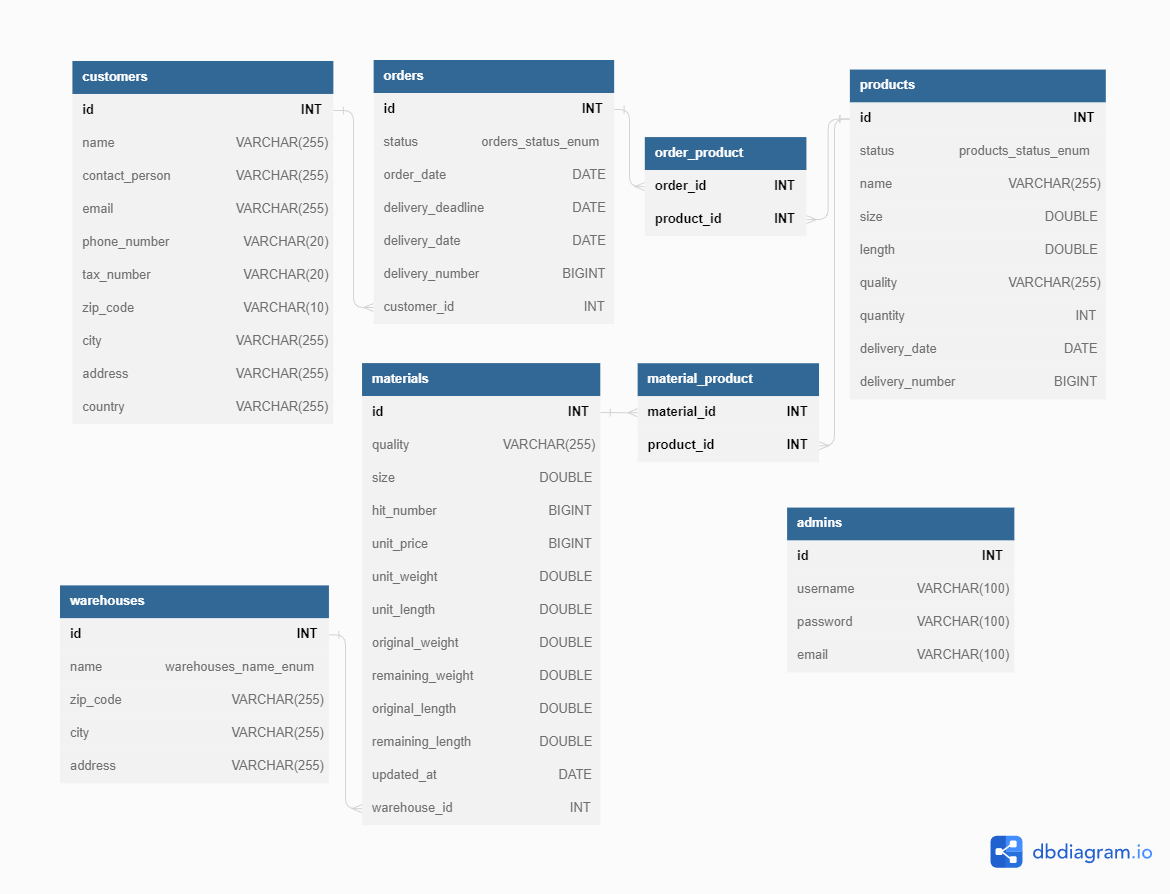 customers
id INT
name VARCHAR(255)
contact_person VARCHAR(255)
email VARCHAR(255)
phone_number VARCHAR(20)
tax_number VARCHAR(20)
zip_code VARCHAR(10)
city VARCHAR(255)
address VARCHAR(255)
country VARCHAR(255)
orders
id INT
status orders_status_enum
order_date DATE
delivery_deadline DATE
delivery_date DATE
delivery_number BIGINT
customer_id INT
order_product
order_id INT
product_id INT
products
id INT
status products_status_enum
name VARCHAR(255)
size DOUBLE
length DOUBLE
quality VARCHAR(255)
quantity INT
delivery_date DATE
delivery_number BIGINT
materials
id INT
quality VARCHAR(255)
size DOUBLE
hit_number BIGINT
unit_price BIGINT
unit_weight DOUBLE
unit_length DOUBLE
original_weight DOUBLE
remaining_weight DOUBLE
original_length DOUBLE
remaining_length DOUBLE
updated_at DATE
warehouse_id INT
material_product
material_id INT
product_id INT
admins
id INT
username VARCHAR(100)
password VARCHAR(100)
email VARCHAR(100)
warehouses
id INT
name warehouses_name_enum
zip_code VARCHAR(255)
city VARCHAR(255)
address VARCHAR(255)
dbdiagram.io